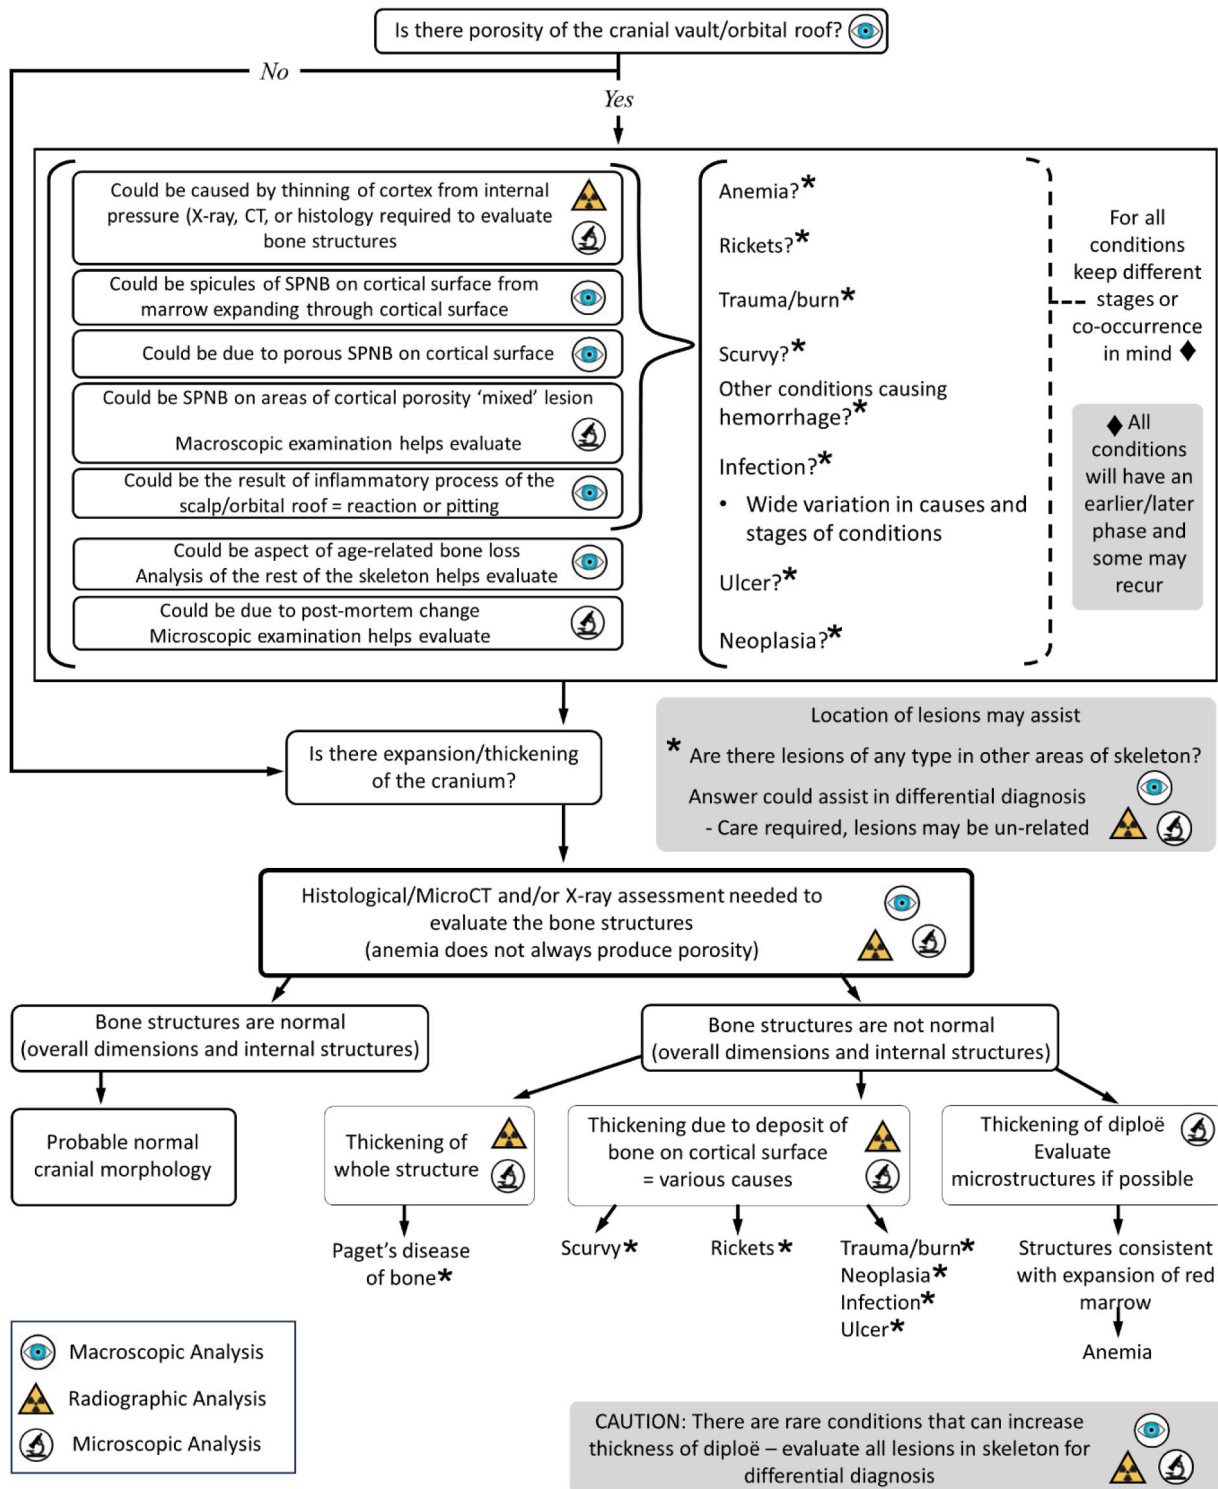 Is there porosity of the cranial vault/orbital roof?
No
Yes
Could be caused by thinning of cortex from internal
pressure (X-ray, CT, or histology required to evaluate
bone structures
Could be spicules of SPNB on cortical surface from
marrow expanding through cortical surface
Could be due to porous SPNB on cortical surface
Could be SPNB on areas of cortical porosity ‘mixed’ lesion
Macroscopic examination helps evaluate
Could be the result of inflammatory process of the
scalp/orbital roof = reaction or pitting
Could be aspect of age-related bone loss
Analysis of the rest of the skeleton helps evaluate
Could be due to post-mortem change
Microscopic examination helps evaluate
Anemia?*
Rickets?*
Trauma/burn*
Scurvy?*
Other conditions causing
hemorrhage?*
Infection?*
• Wide variation in causes and
stages of conditions
Ulcer?*
Neoplasia?*
For all
conditions
keep different
stages or
co-occurrence
in mind ♦
♦ All
conditions
will have an
earlier/later
phase and
some may
recur
Is there expansion/thickening
of the cranium?
Location of lesions may assist
* Are there lesions of any type in other areas of skeleton?
Answer could assist in differential diagnosis
- Care required, lesions may be un-related
Histological/MicroCT and/or X-ray assessment needed to
evaluate the bone structures
(anemia does not always produce porosity)
Bone structures are normal
(overall dimensions and internal structures)
Bone structures are not normal
(overall dimensions and internal structures)
Probable normal
cranial morphology
Thickening of
whole structure
Thickening due to deposit of
bone on cortical surface
= various causes
Thickening of diploë
Evaluate
microstructures if possible
Paget’s disease
of bone*
Scurvy*
Rickets*
Trauma/burn*
Neoplasia*
Infection*
Ulcer*
Structures consistent
with expansion of red
marrow
Anemia
Macroscopic Analysis
Radiographic Analysis
Microscopic Analysis
CAUTION: There are rare conditions that can increase
thickness of diploë – evaluate all lesions in skeleton for
differential diagnosis